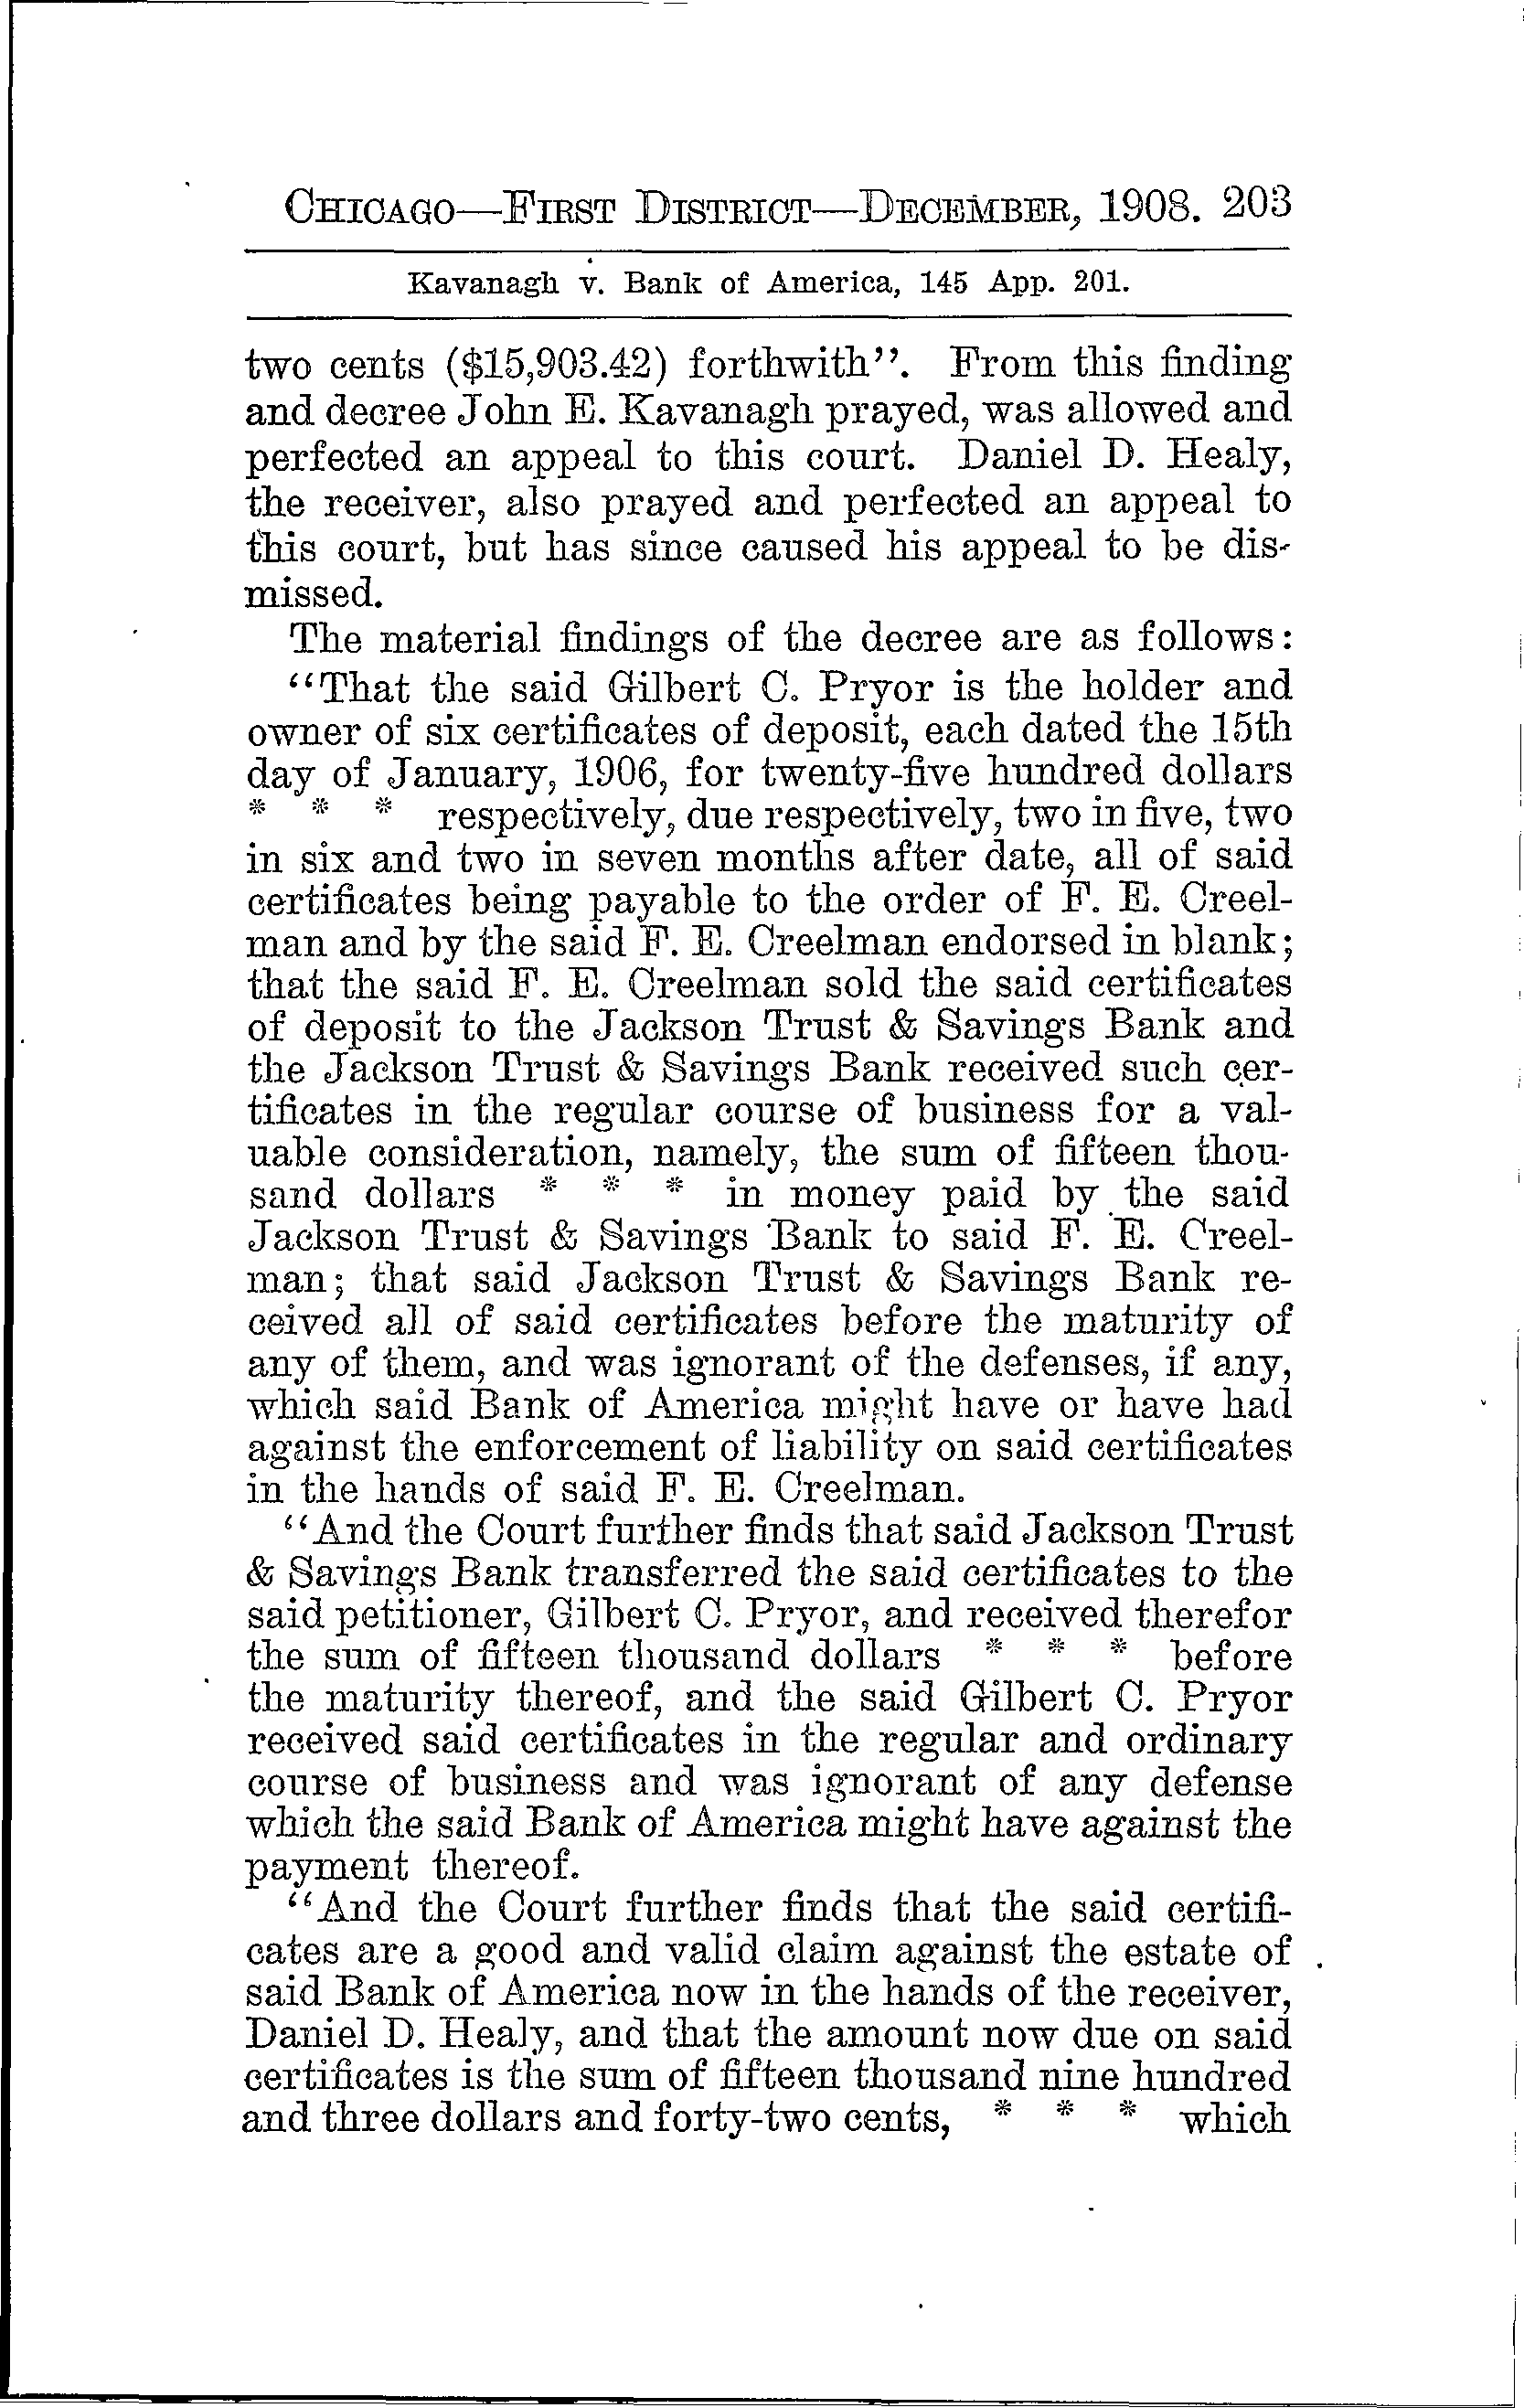 CHICAGO—FIRST DISTRICT—DECEMBER, 1908. 203
Kavanagh v. Bank of America, 145 App. 201.
two cents ($15,903.42) forthwith”. From this finding
and decree John E. Kavanagh prayed, was allowed and
perfected an appeal to this court. Daniel D. Healy,
the receiver, also prayed and perfected an appeal to
this court, but has since caused his appeal to be dis-
missed.
The material findings of the decree are as follows:
“That the said Gilbert C. Pryor is the holder and
owner of six certificates of deposit, each dated the 15th
day of January, 1906, for twenty-five hundred dollars
* * * respectively, due respectively, two in five, two
in six and two in seven months after date, all of said
certificates being payable to the order of F. E. Creel-
man and by the said F. E. Creelman endorsed in blank;
that the said F. E. Creelman sold the said certificates
of deposit to the Jackson Trust & Savings Bank and
the Jackson Trust & Savings Bank received such cer-
tificates in the regular course of business for a val-
uable consideration, namely, the sum of fifteen thou-
sand dollars * * * in money paid by the said
Jackson Trust & Savings Bank to said F. E. Creel-
man; that said Jackson Trust & Savings Bank re-
ceived all of said certificates before the maturity of
any of them, and was ignorant of the defenses, if any,
which said Bank of America might have or have had
against the enforcement of liability on said certificates
in the hands of said F. E. Creelman.
“And the Court further finds that said Jackson Trust
& Savings Bank transferred the said certificates to the
said petitioner, Gilbert C. Pryor, and received therefor
the sum of fifteen thousand dollars * * * before
the maturity thereof, and the said Gilbert C. Pryor
received said certificates in the regular and ordinary
course of business and was ignorant of any defense
which the said Bank of America might have against the
payment thereof.
“And the Court further finds that the said certifi-
cates are a good and valid claim against the estate of
said Bank of America now in the hands of the receiver,
Daniel D. Healy, and that the amount now due on said
certificates is the sum of fifteen thousand nine hundred
and three dollars and forty-two cents, * * * which